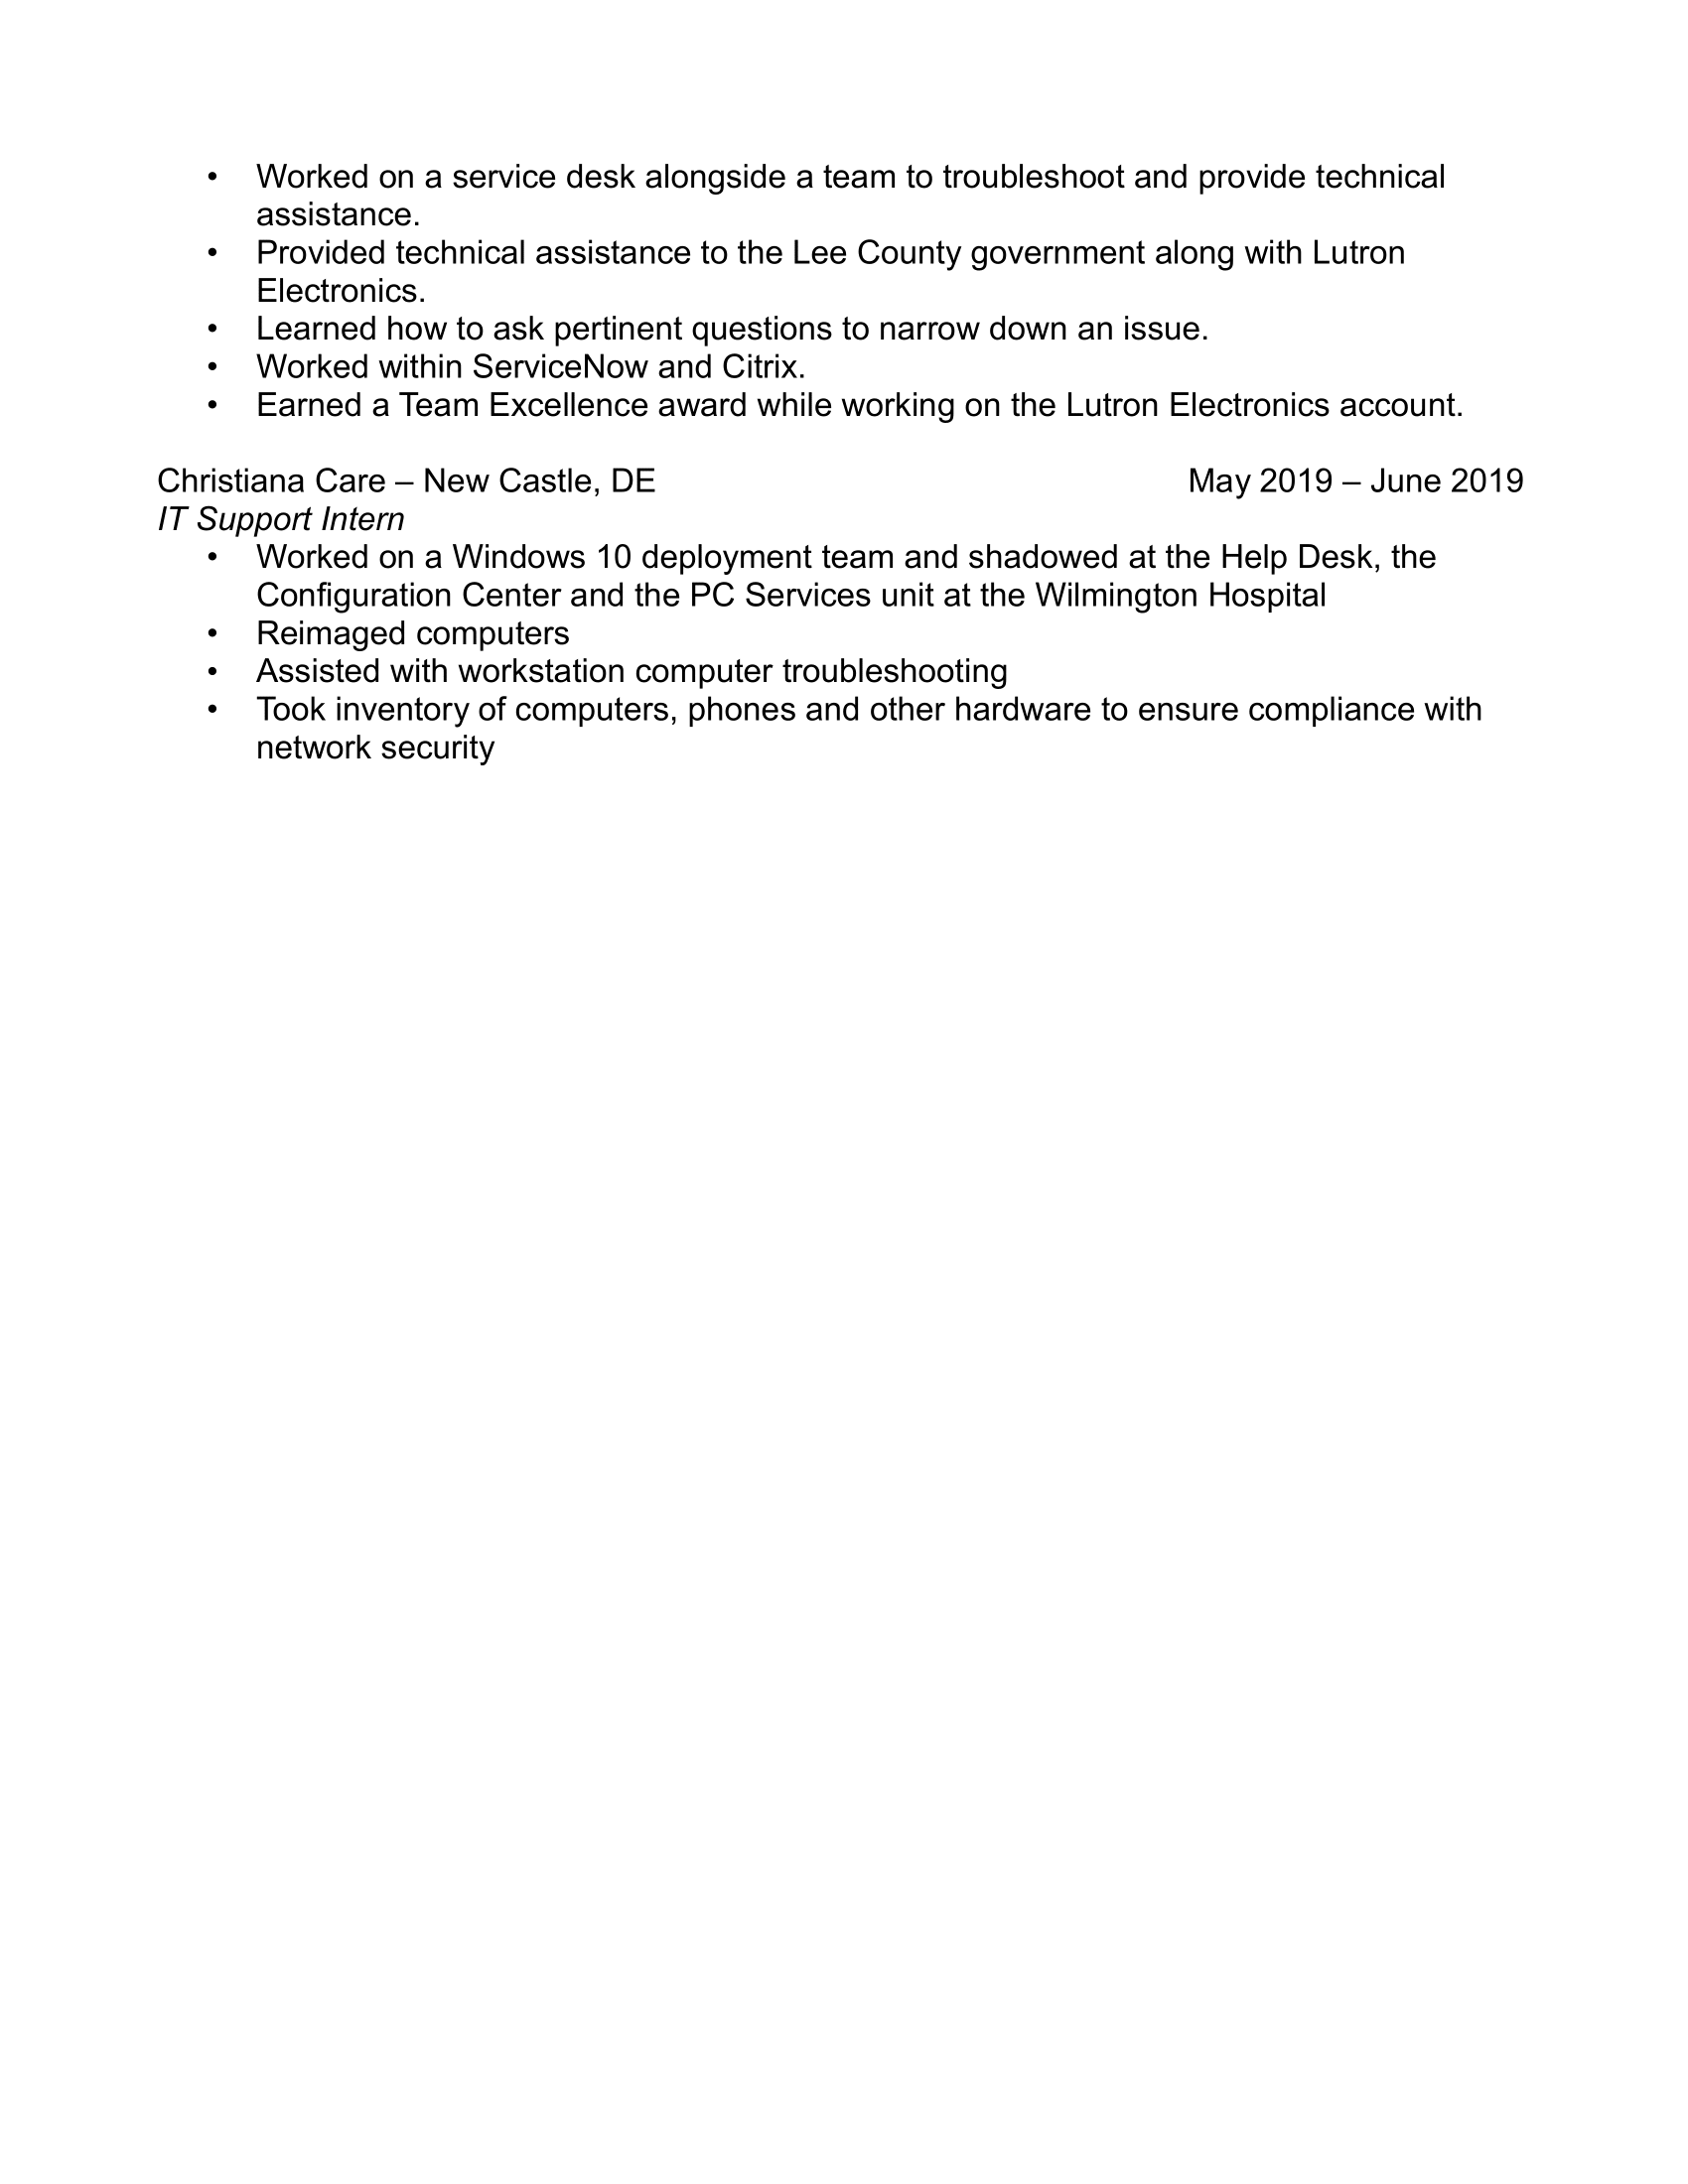 • Worked on a service desk alongside a team to troubleshoot and provide technical
assistance.
• Provided technical assistance to the Lee County government along with Lutron
Electronics.
• Learned how to ask pertinent questions to narrow down an issue.
• Worked within ServiceNow and Citrix.
• Earned a Team Excellence award while working on the Lutron Electronics account.
Christiana Care – New Castle, DE May 2019 – June 2019
IT Support Intern
• Worked on a Windows 10 deployment team and shadowed at the Help Desk, the
Configuration Center and the PC Services unit at the Wilmington Hospital
• Reimaged computers
• Assisted with workstation computer troubleshooting
• Took inventory of computers, phones and other hardware to ensure compliance with
network security